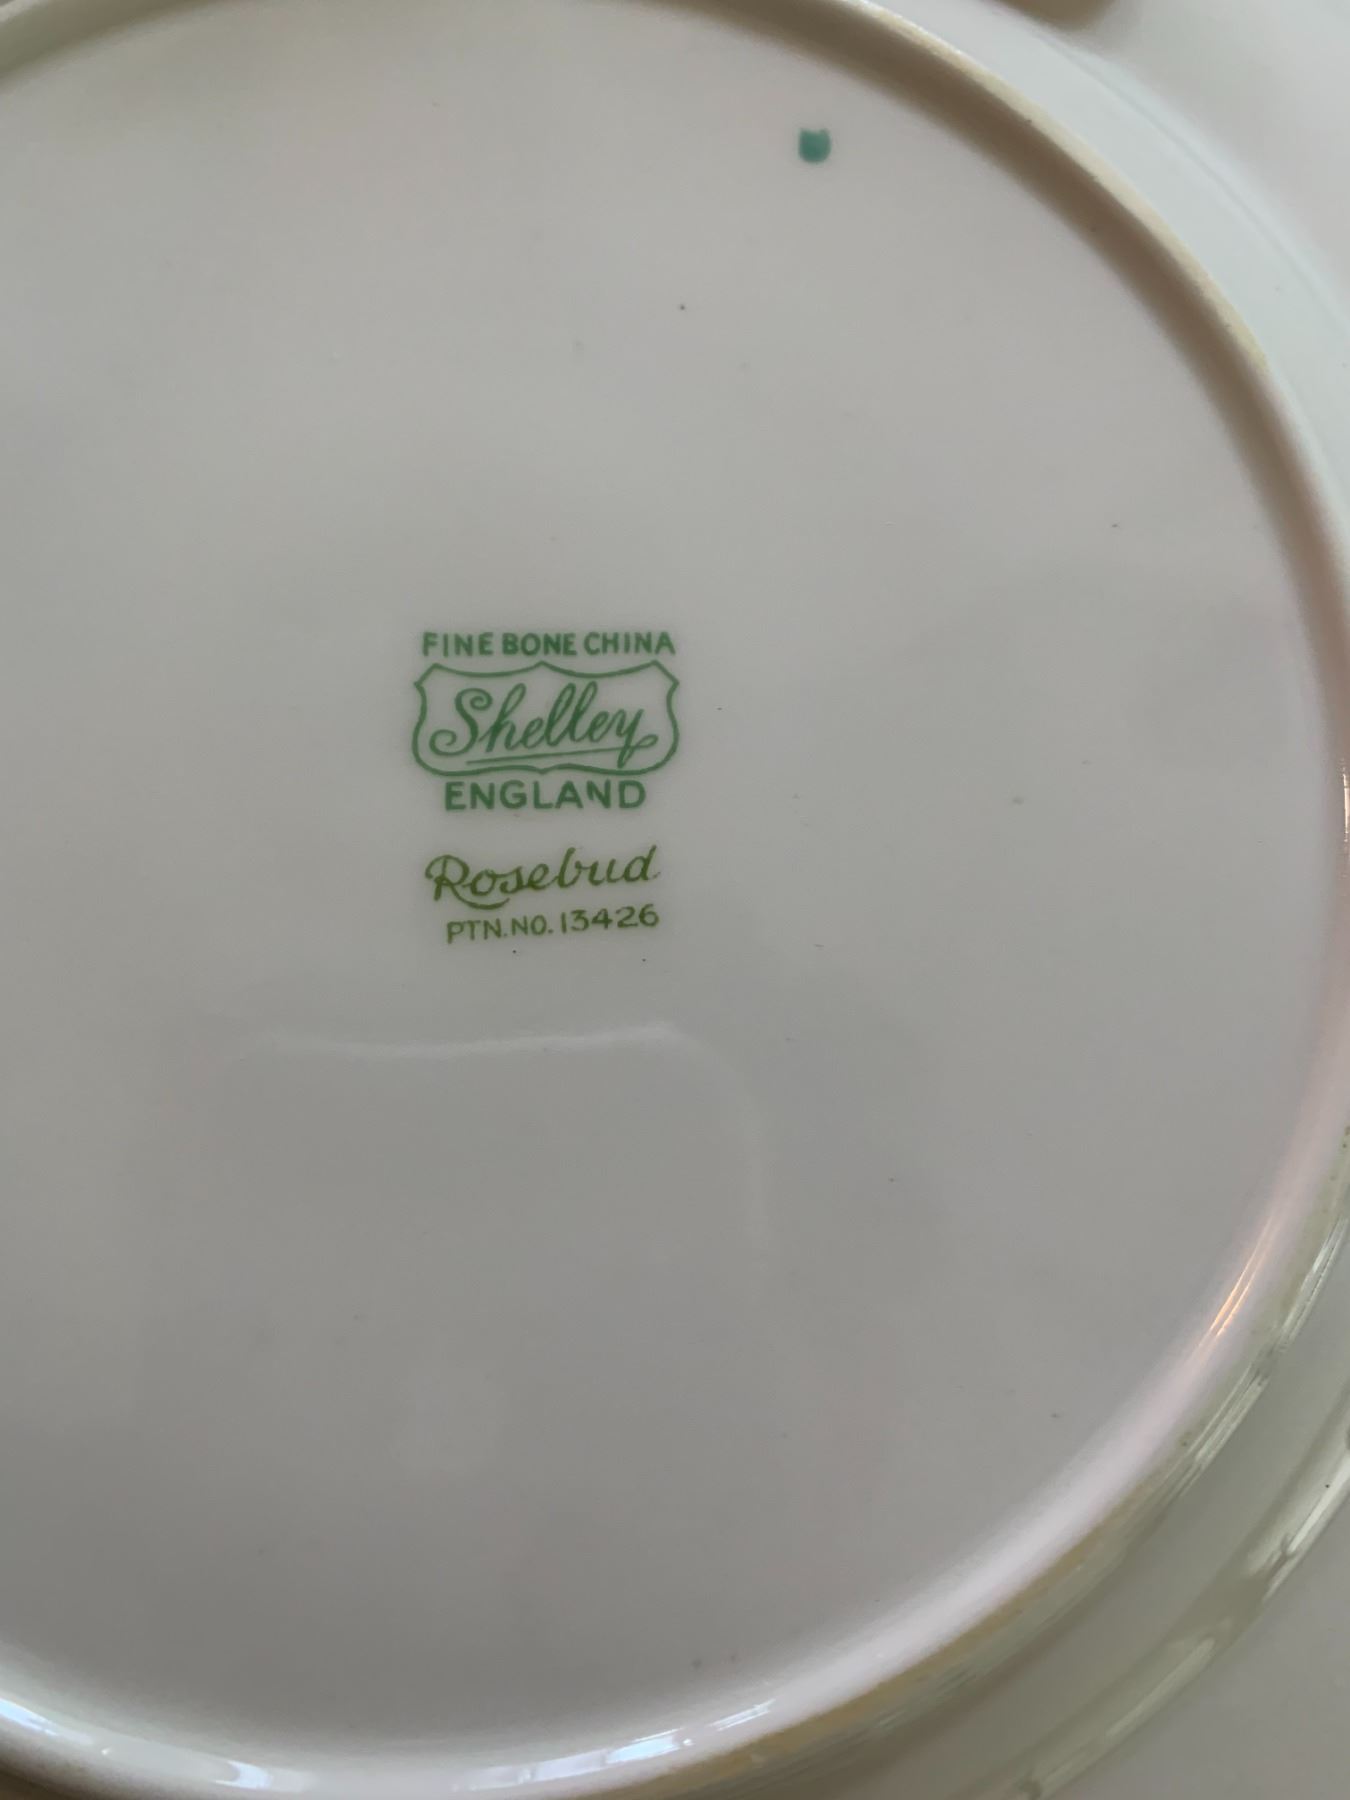 FINE BONE CHINA
Shelley
ENGLAND
Rosebud
PTN.NO.13426